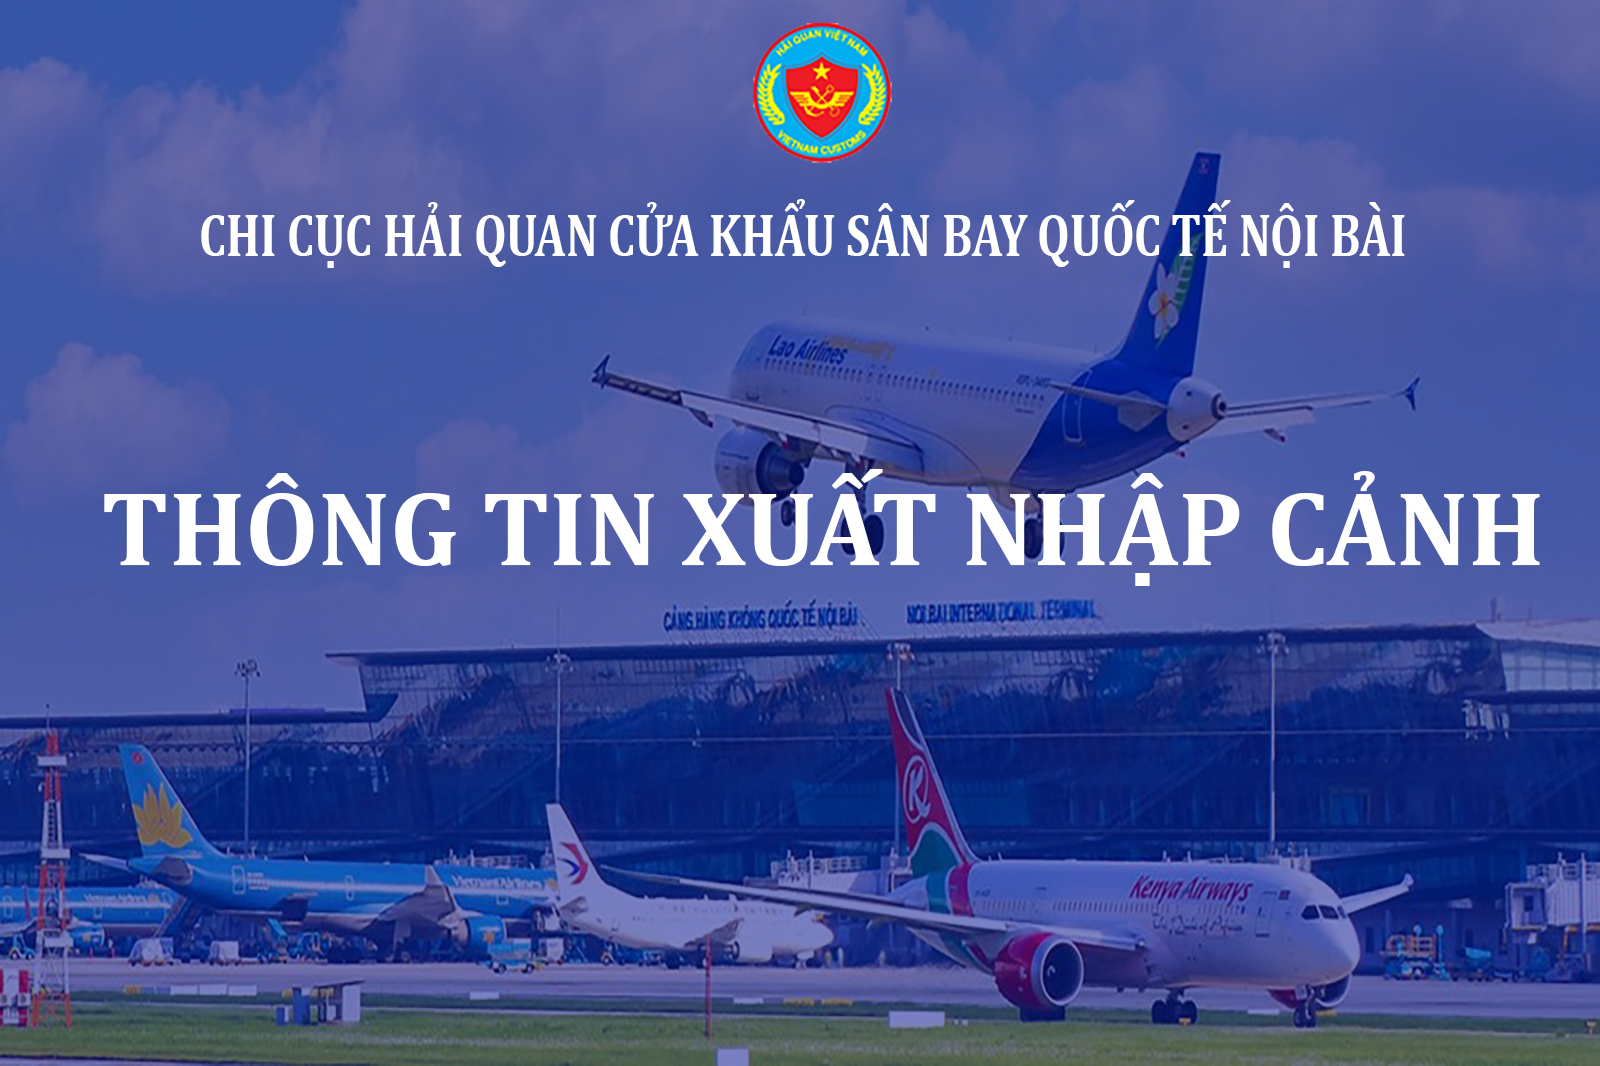 HẢI QUAN VIỆT NAM
VIETNAM CUSTOMS
CHI CỤC HẢI QUAN CỬA KHẨU SÂN BAY QUỐC TẾ NỘI BÀI
Lao Airlines
THÔNG TIN XUẤT NHẬP CẢNH
CẢNG HÀNG KHÔNG QUỐC TẾ NỘI BÀI NOI BAI INTERNATIONAL TERMINAL
Vietnam Airlines
Kenya Airways